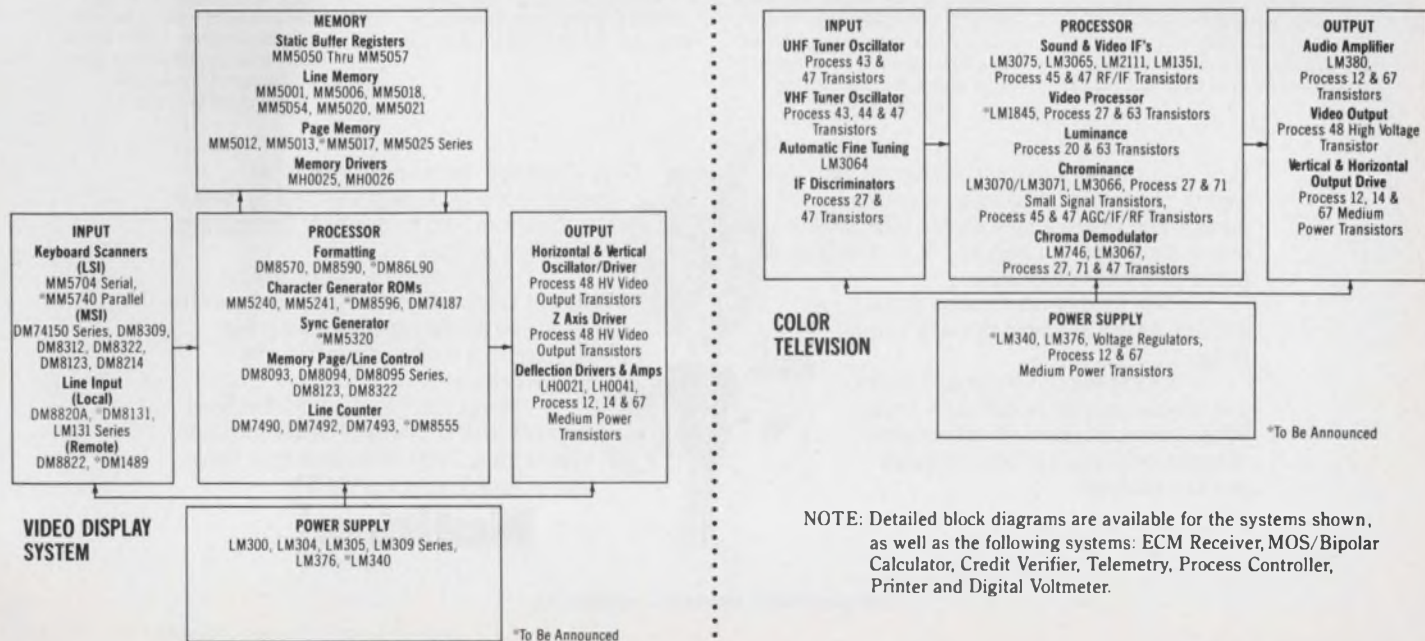 MEMORY
Static Buffer Registers
MM5050 Thru MM5057
Line Memory
MM5001, MM5006, MM5018,
MM5054, MM5020, MM5021
Page Memory
MM5012, MM5013,*MM5017, MM5025 Series
Memory Drivers
MH0025, MH0026
INPUT
Keyboard Scanners
(LSI)
MM5704 Serial,
*MM5740 Parallel
(MSI)
DM74150 Series, DM8309,
DM8312, DM8322,
DM8123, DM8214
Line Input
(Local)
DM8820A, *DM8131,
LM131 Series
(Remote)
DM8822, *DM1489
PROCESSOR
Formatting
DM8570, DM8590, *DM86L90
Character Generator ROMs
MM5240, MM5241, *DM8596, DM74187
Sync Generator
*MM5320
Memory Page/Line Control
DM8093, DM8094, DM8095 Series,
DM8123, DM8322
Line Counter
DM7490, DM7492, DM7493, *DM8555
OUTPUT
Horizontal & Vertical
Oscillator/Driver
Process 48 HV Video
Output Transistors
Z Axis Driver
Process 48 HV Video
Output Transistors
Deflection Drivers & Amps
LH0021, LH0041,
Process 12, 14 & 67
Medium Power
Transistors
VIDEO DISPLAY
SYSTEM
POWER SUPPLY
LM300, LM304, LM305, LM309 Series,
LM376, *LM340
*To Be Announced
INPUT
UHF Tuner Oscillator
Process 43 &
47 Transistors
VHF Tuner Oscillator
Process 43, 44 & 47
Transistors
Automatic Fine Tuning
LM3064
IF Discriminators
Process 27 &
47 Transistors
PROCESSOR
Sound & Video IF's
LM3075, LM3065, LM2111, LM1351,
Process 45 & 47 RF/IF Transistors
Video Processor
*LM1845, Process 27 & 63 Transistors
Luminance
Process 20 & 63 Transistors
Chrominance
LM3070/LM3071, LM3066, Process 27 & 71
Small Signal Transistors,
Process 45 & 47 AGC/IF/RF Transistors
Chroma Demodulator
LM746, LM3067,
Process 27, 71 & 47 Transistors
OUTPUT
Audio Amplifier
LM380,
Process 12 & 67
Transistors
Video Output
Process 48 High Voltage
Transistor
Vertical & Horizontal
Output Drive
Process 12, 14 &
67 Medium
Power Transistors
COLOR
TELEVISION
POWER SUPPLY
*LM340, LM376, Voltage Regulators,
Process 12 & 67
Medium Power Transistors
*To Be Announced
NOTE: Detailed block diagrams are available for the systems shown,
as well as the following systems: ECM Receiver, MOS/Bipolar
Calculator, Credit Verifier, Telemetry, Process Controller,
Printer and Digital Voltmeter.